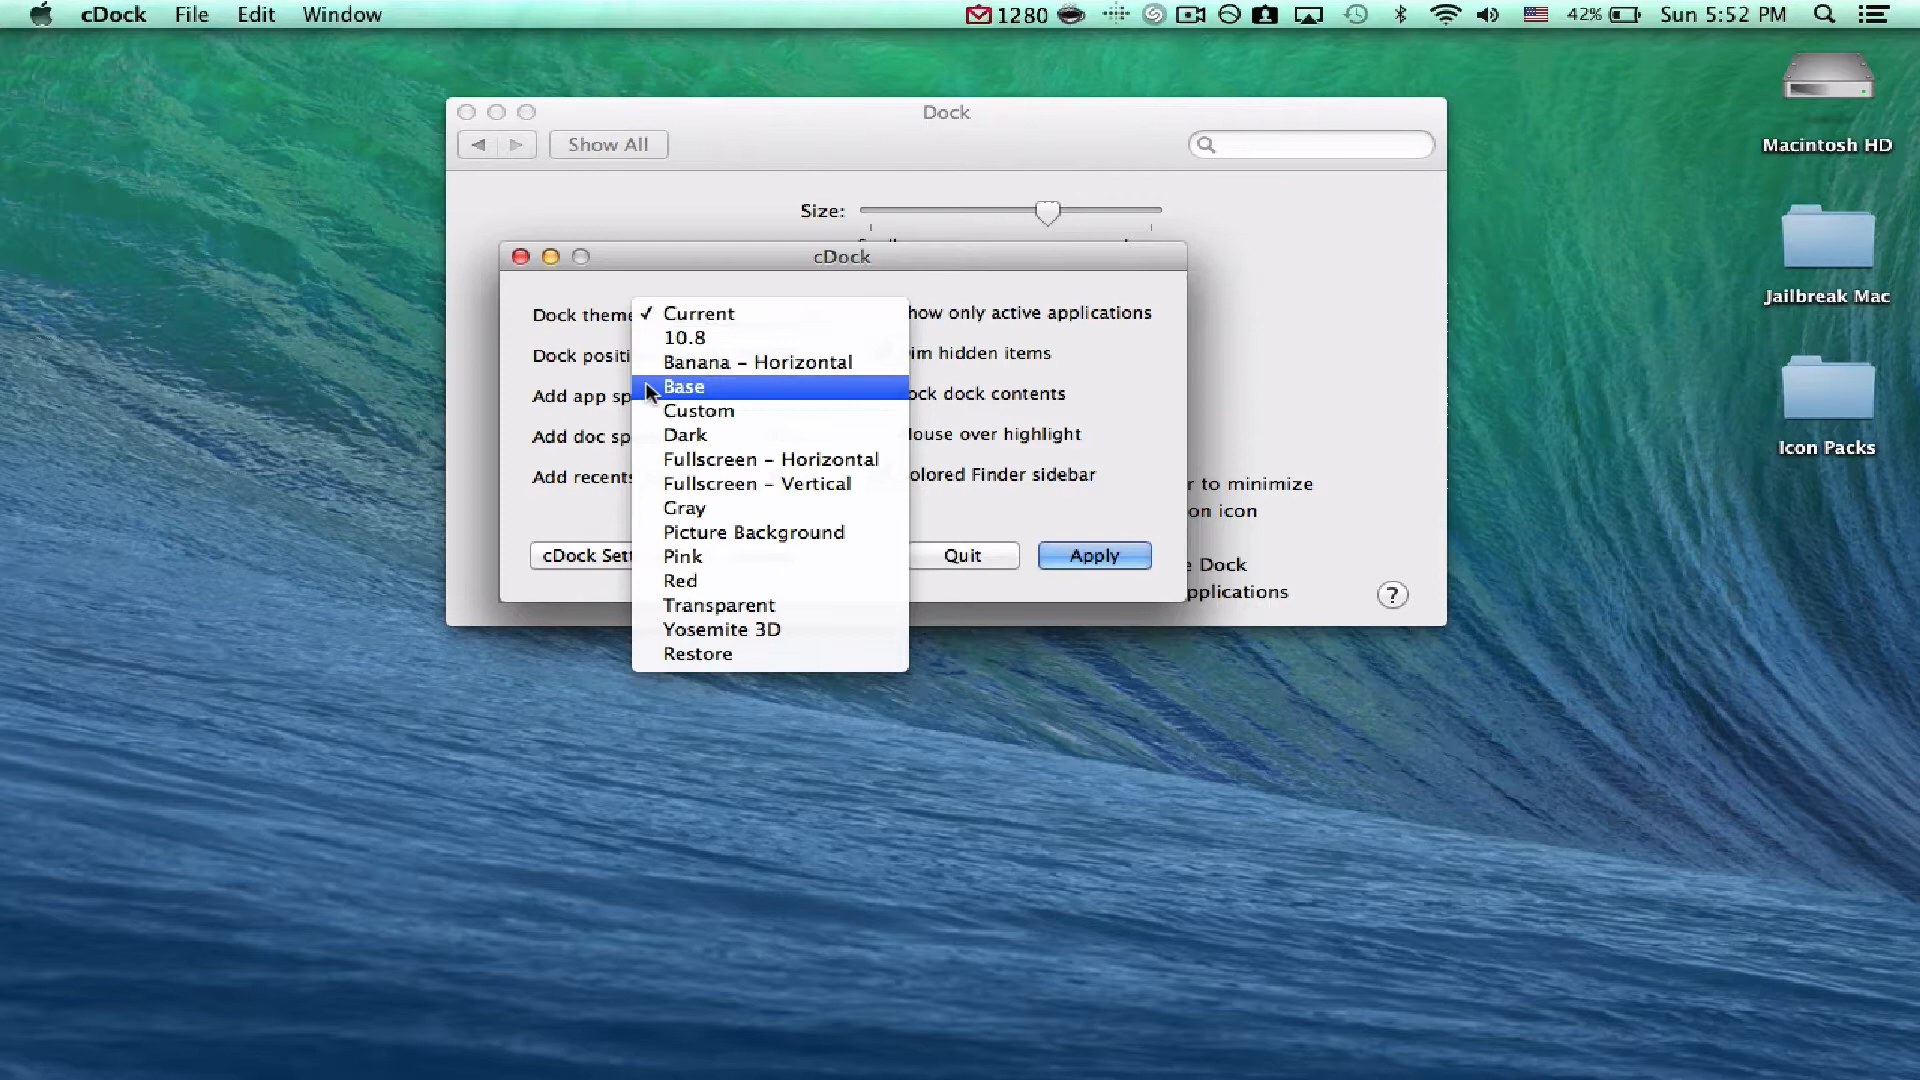 cDock File Edit Window 1280 42% Sun 5:52 PM
Macintosh HD
Jailbreak Mac
Icon Packs
Dock
Show All
Size:
cDock
Dock theme
Dock positi
Add app sp
Add doc sp
Add recents
✓ Current
10.8
Banana – Horizontal
Base
Custom
Dark
Fullscreen – Horizontal
Fullscreen – Vertical
Gray
Picture Background
Pink
Red
Transparent
Yosemite 3D
Restore
how only active applications
im hidden items
ock dock contents
ouse over highlight
olored Finder sidebar
cDock Sett
Quit
Apply
r to minimize
on icon
e Dock
pplications
?